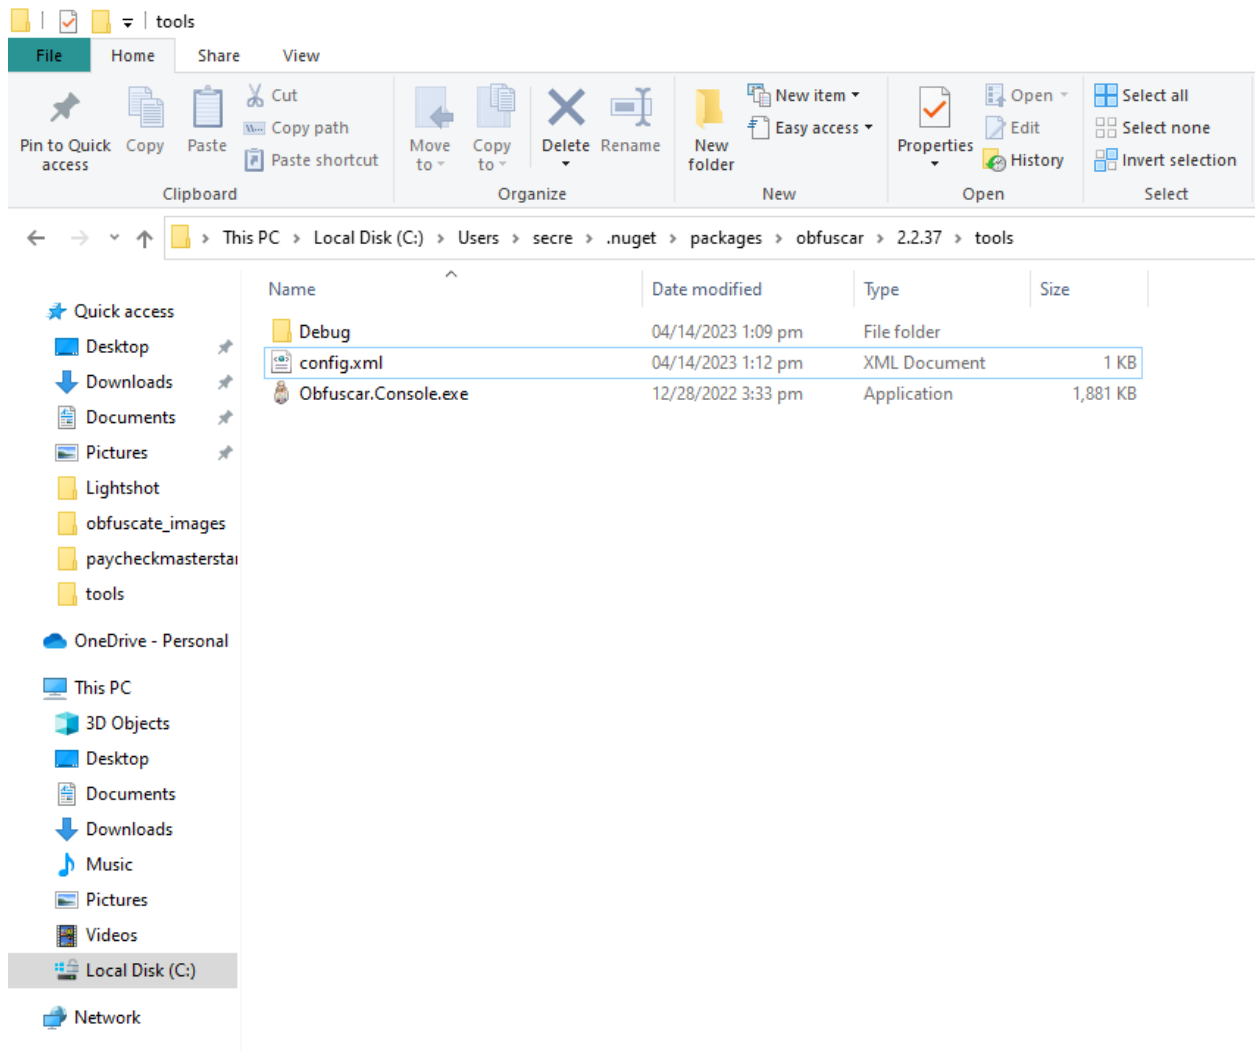 tools
File Home Share View
Pin to Quick access
Copy
Paste
Cut
Copy path
Paste shortcut
Clipboard
Move to
Copy to
Delete
Rename
Organize
New folder
New item
Easy access
New
Properties
Open
Edit
History
Open
Select all
Select none
Invert selection
Select
This PC > Local Disk (C:) > Users > secre > .nuget > packages > obfuscar > 2.2.37 > tools
Name Date modified Type Size
Debug 04/14/2023 1:09 pm File folder
config.xml 04/14/2023 1:12 pm XML Document 1 KB
Obfuscar.Console.exe 12/28/2022 3:33 pm Application 1,881 KB
Quick access
Desktop
Downloads
Documents
Pictures
Lightshot
obfuscate_images
paycheckmasterstar
tools
OneDrive - Personal
This PC
3D Objects
Desktop
Documents
Downloads
Music
Pictures
Videos
Local Disk (C:)
Network